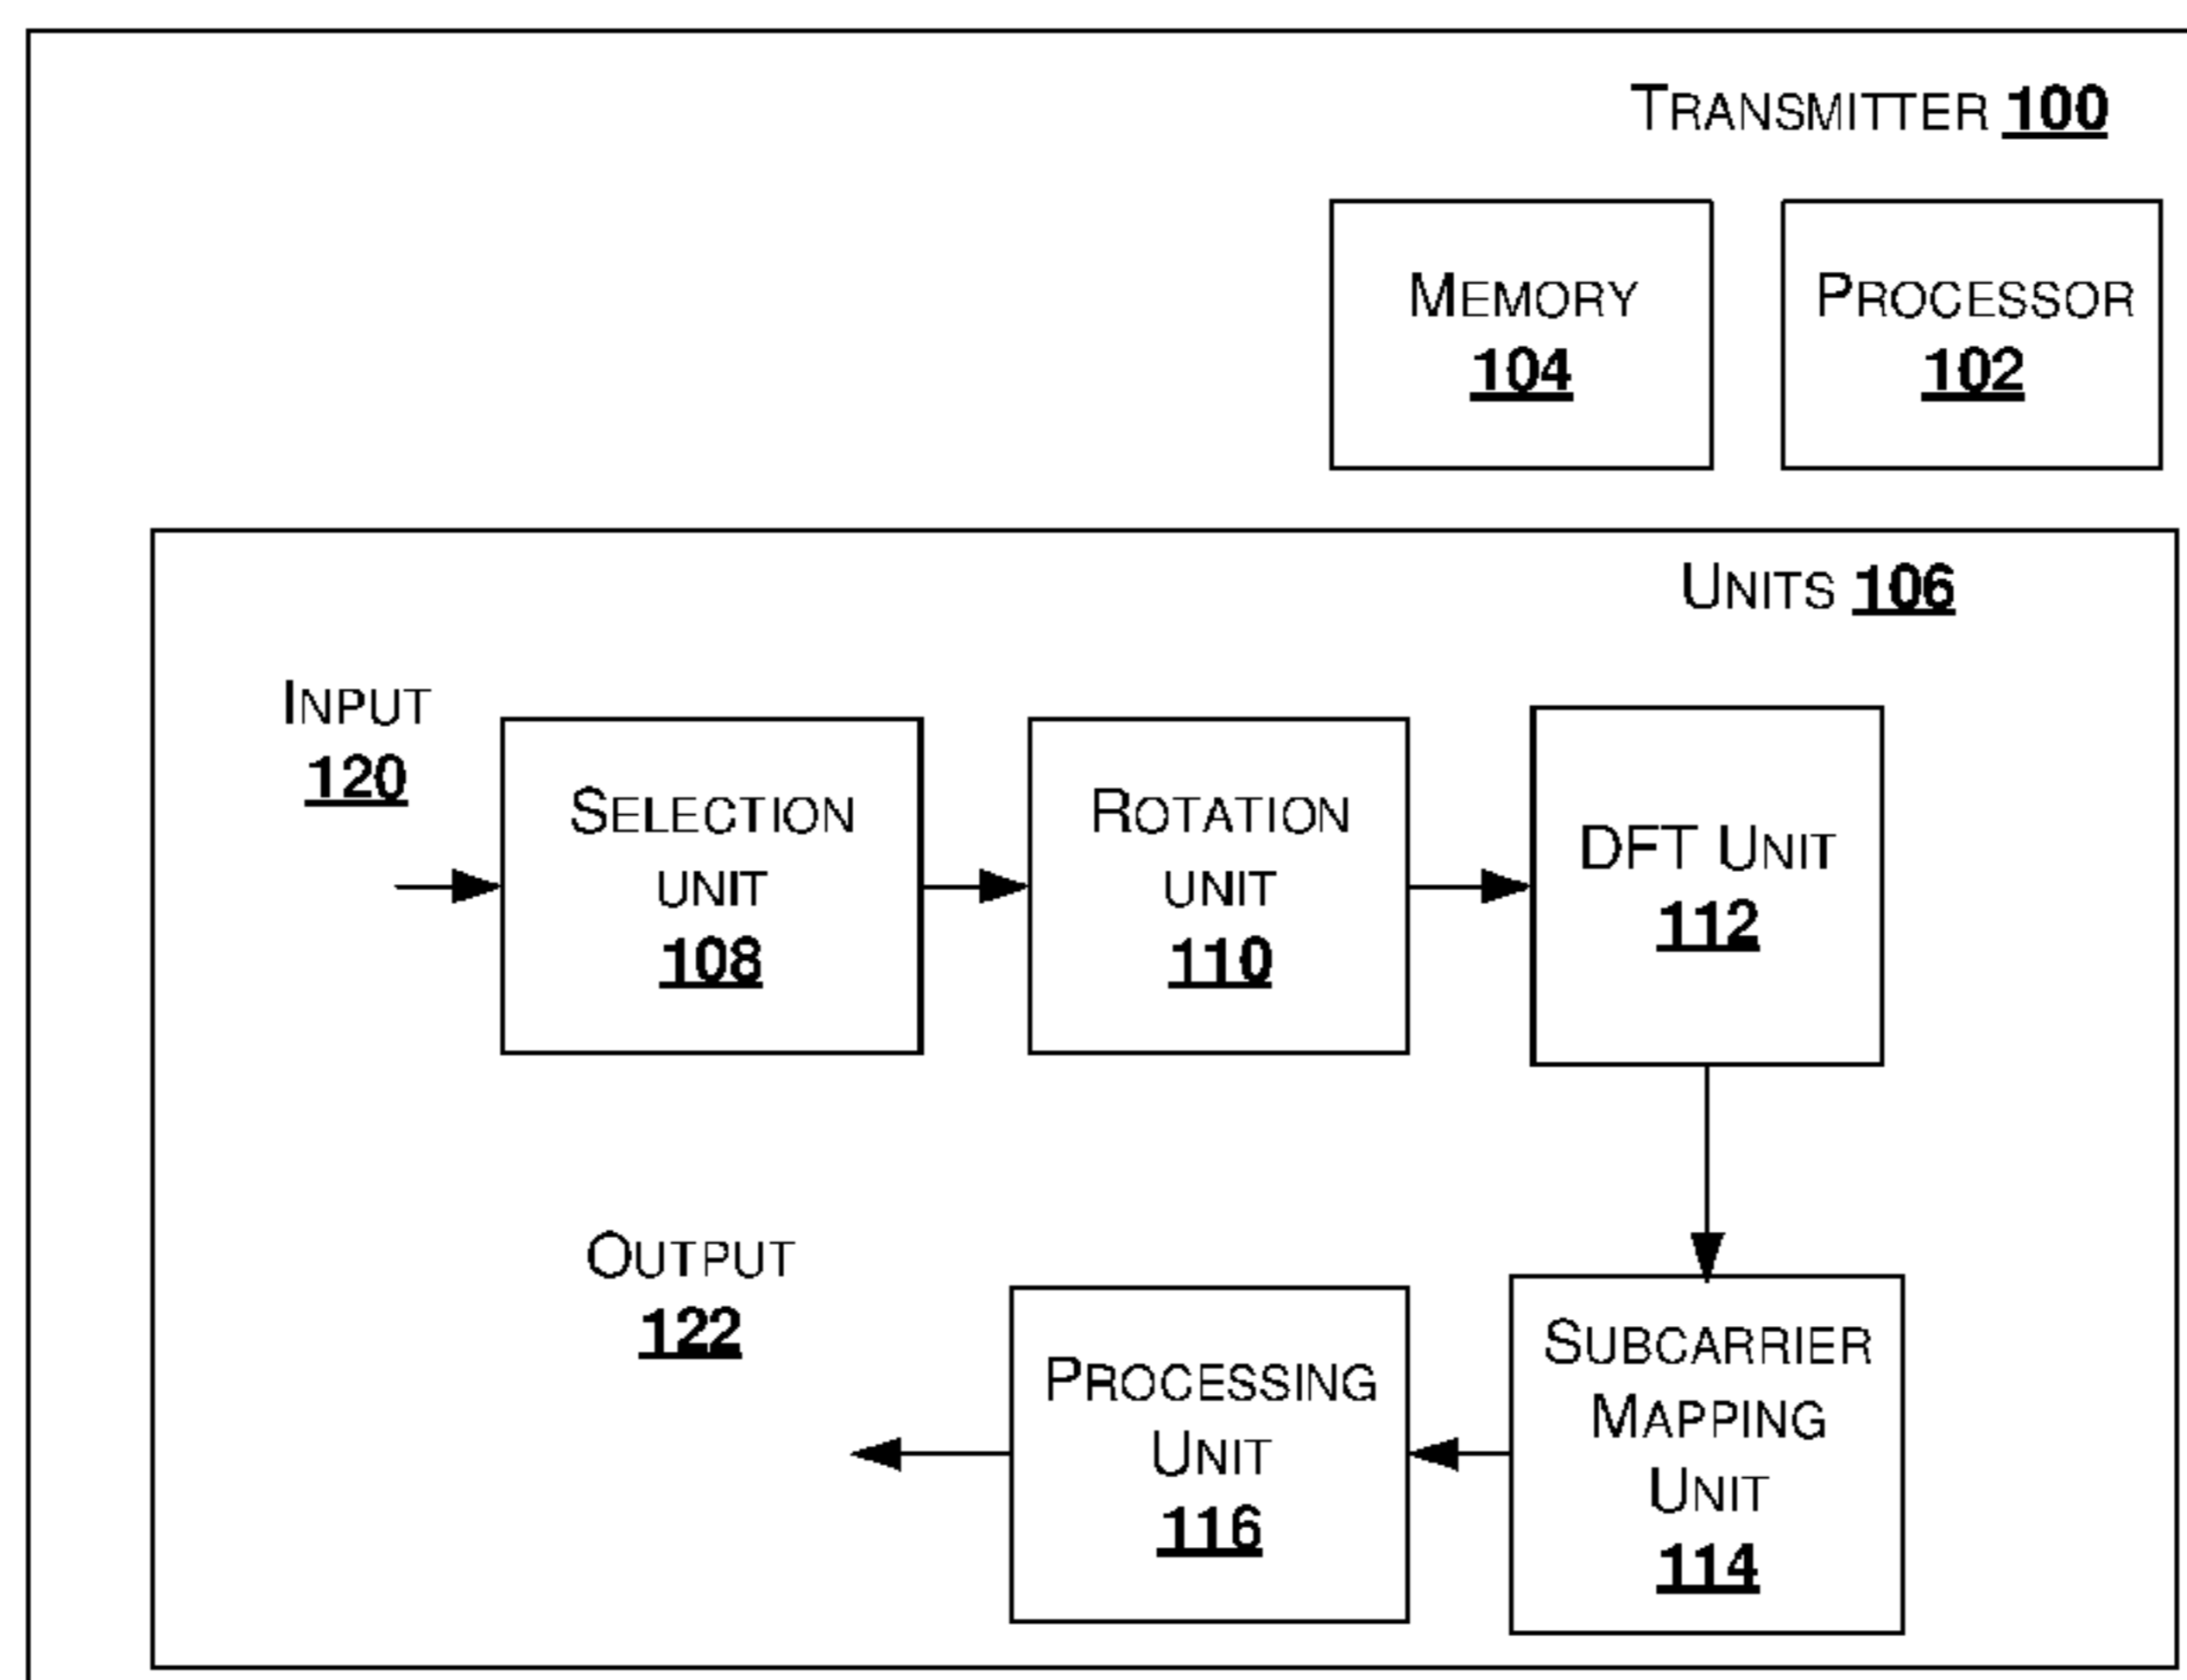 TRANSMITTER 100
MEMORY
104
PROCESSOR
102
UNITS 106
INPUT
120
SELECTION
UNIT
108
ROTATION
UNIT
110
DFT UNIT
112
OUTPUT
122
PROCESSING
UNIT
116
SUBCARRIER
MAPPING
UNIT
114